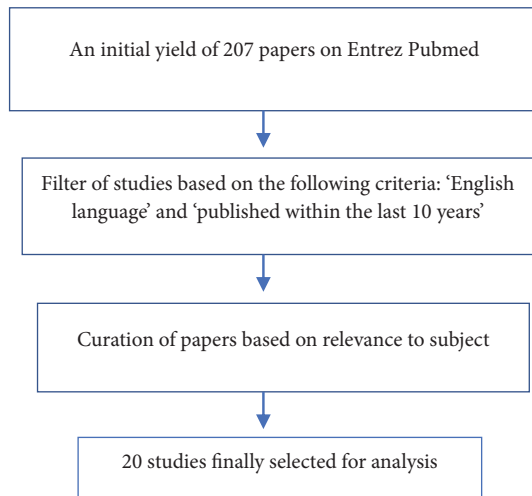 An initial yield of 207 papers on Entrez Pubmed
Filter of studies based on the following criteria: ‘English
language’ and ‘published within the last 10 years’
Curation of papers based on relevance to subject
20 studies finally selected for analysis